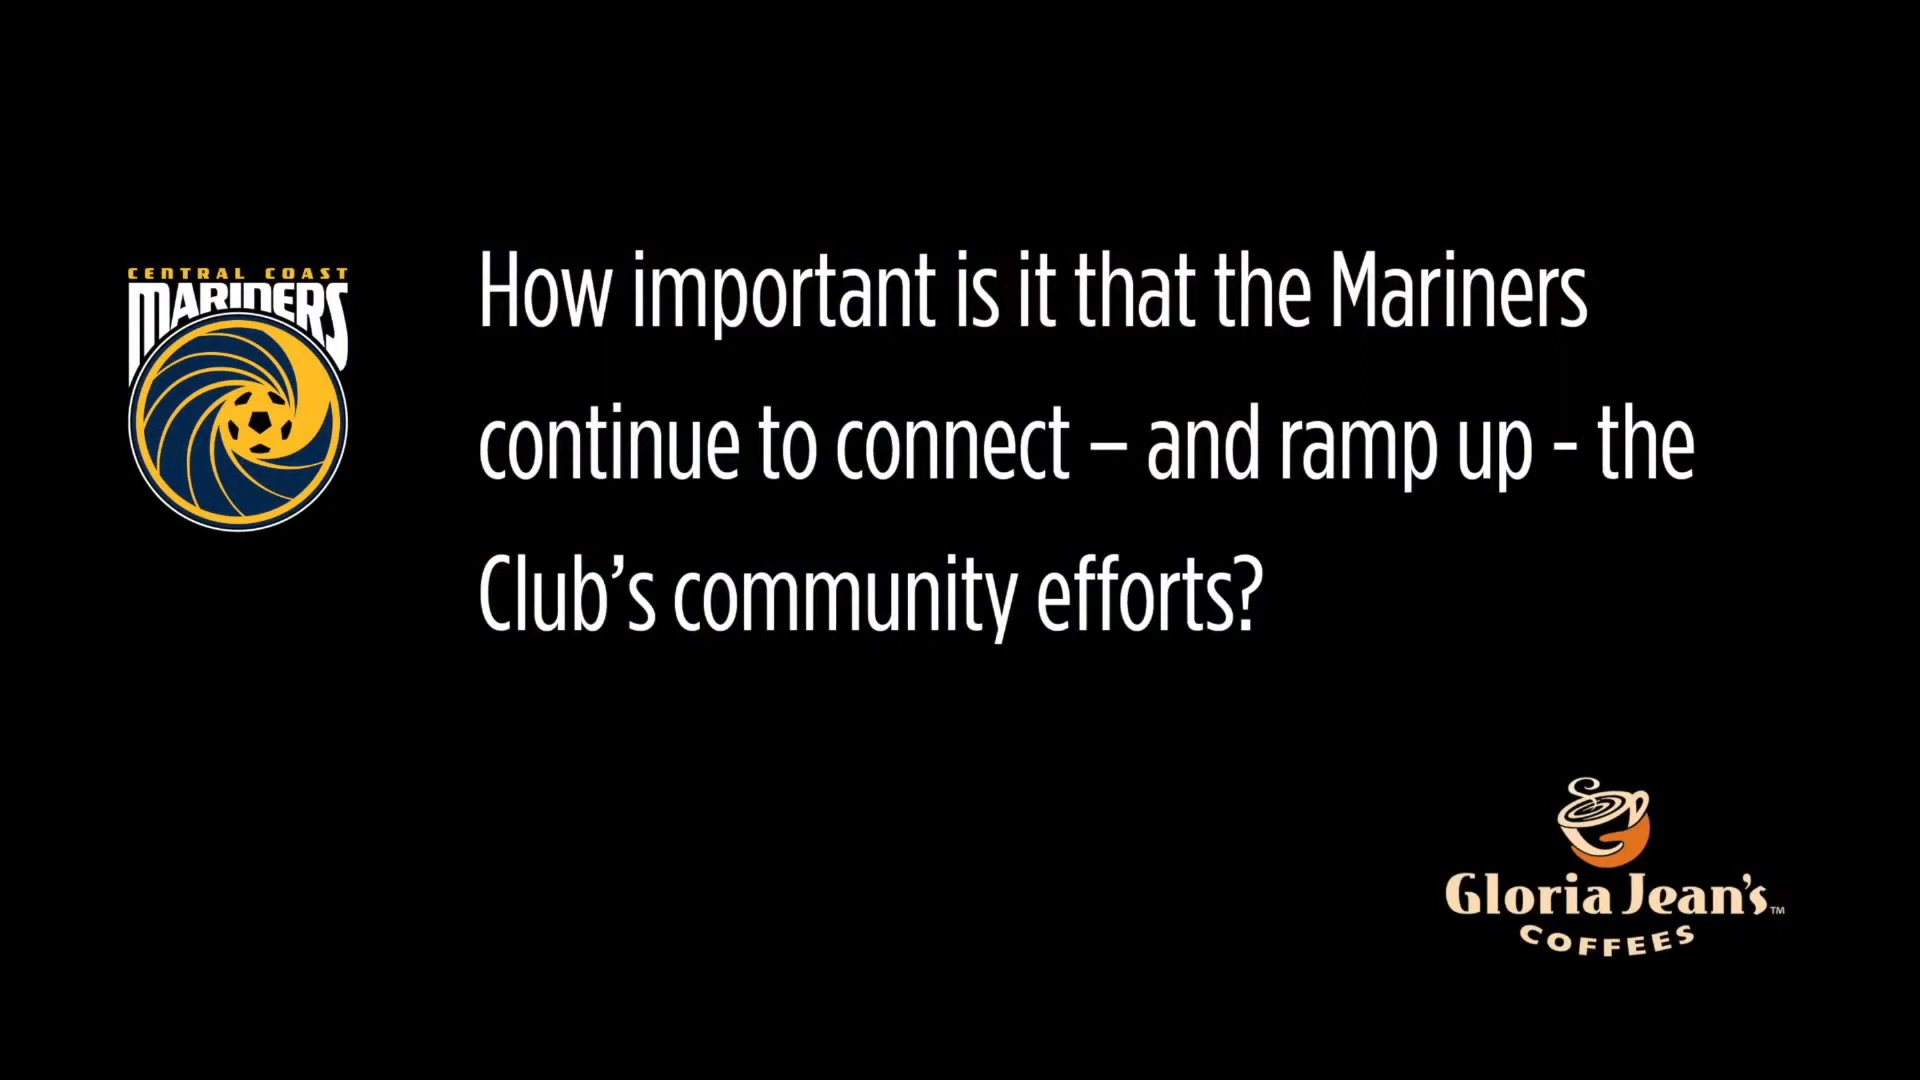 CENTRAL COAST
MARINERS
How important is it that the Mariners
continue to connect – and ramp up - the
Club’s community efforts?
Gloria Jean's™
COFFEES